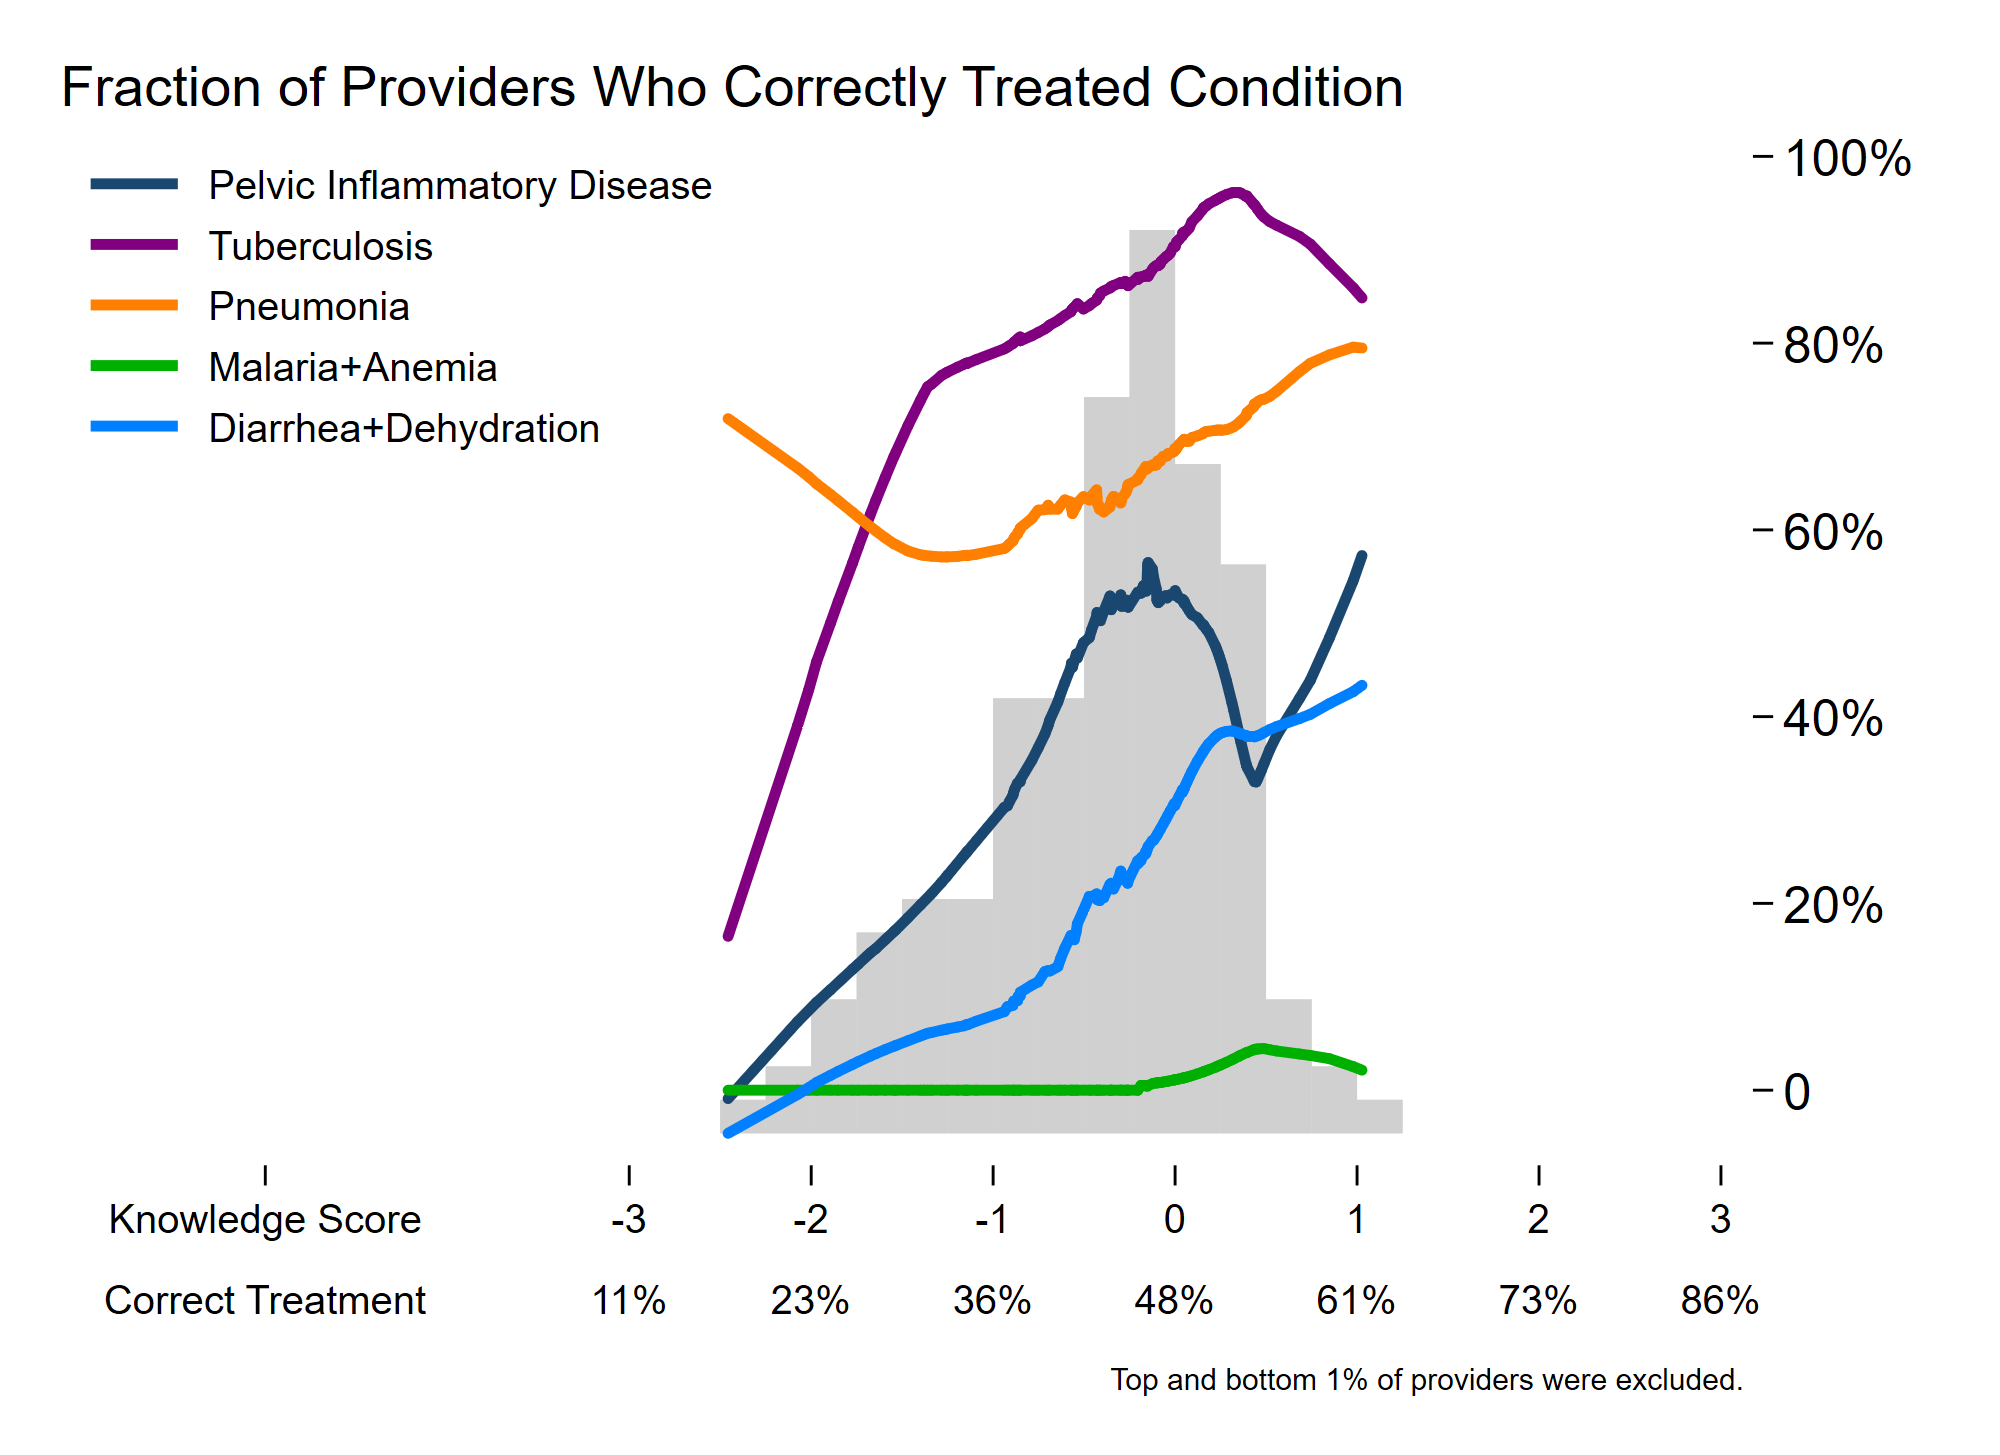 Fraction of Providers Who Correctly Treated Condition
Pelvic Inflammatory Disease
Tuberculosis
Pneumonia
Malaria+Anemia
Diarrhea+Dehydration
100%
80%
60%
40%
20%
0
Knowledge Score -3 -2 -1 0 1 2 3
Correct Treatment 11% 23% 36% 48% 61% 73% 86%
Top and bottom 1% of providers were excluded.